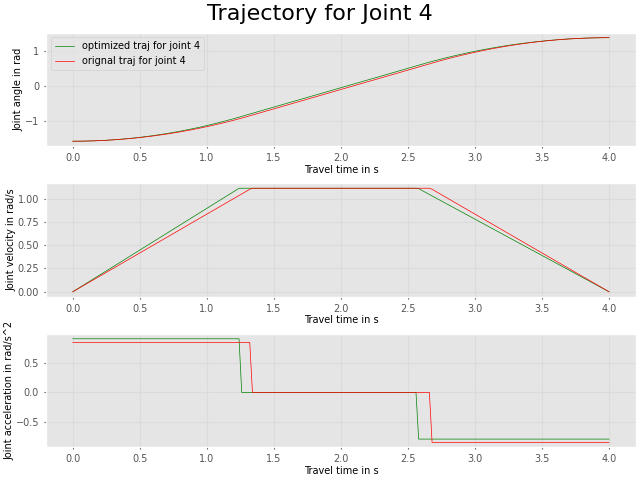 Trajectory for Joint 4
optimized traj for joint 4
orignal traj for joint 4
Joint angle in rad
1
0
−1
0.0 0.5 1.0 1.5 2.0 2.5 3.0 3.5 4.0
Travel time in s
Joint velocity in rad/s
1.00
0.75
0.50
0.25
0.00
0.0 0.5 1.0 1.5 2.0 2.5 3.0 3.5 4.0
Travel time in s
Joint acceleration in rad/s^2
0.5
0.0
−0.5
0.0 0.5 1.0 1.5 2.0 2.5 3.0 3.5 4.0
Travel time in s